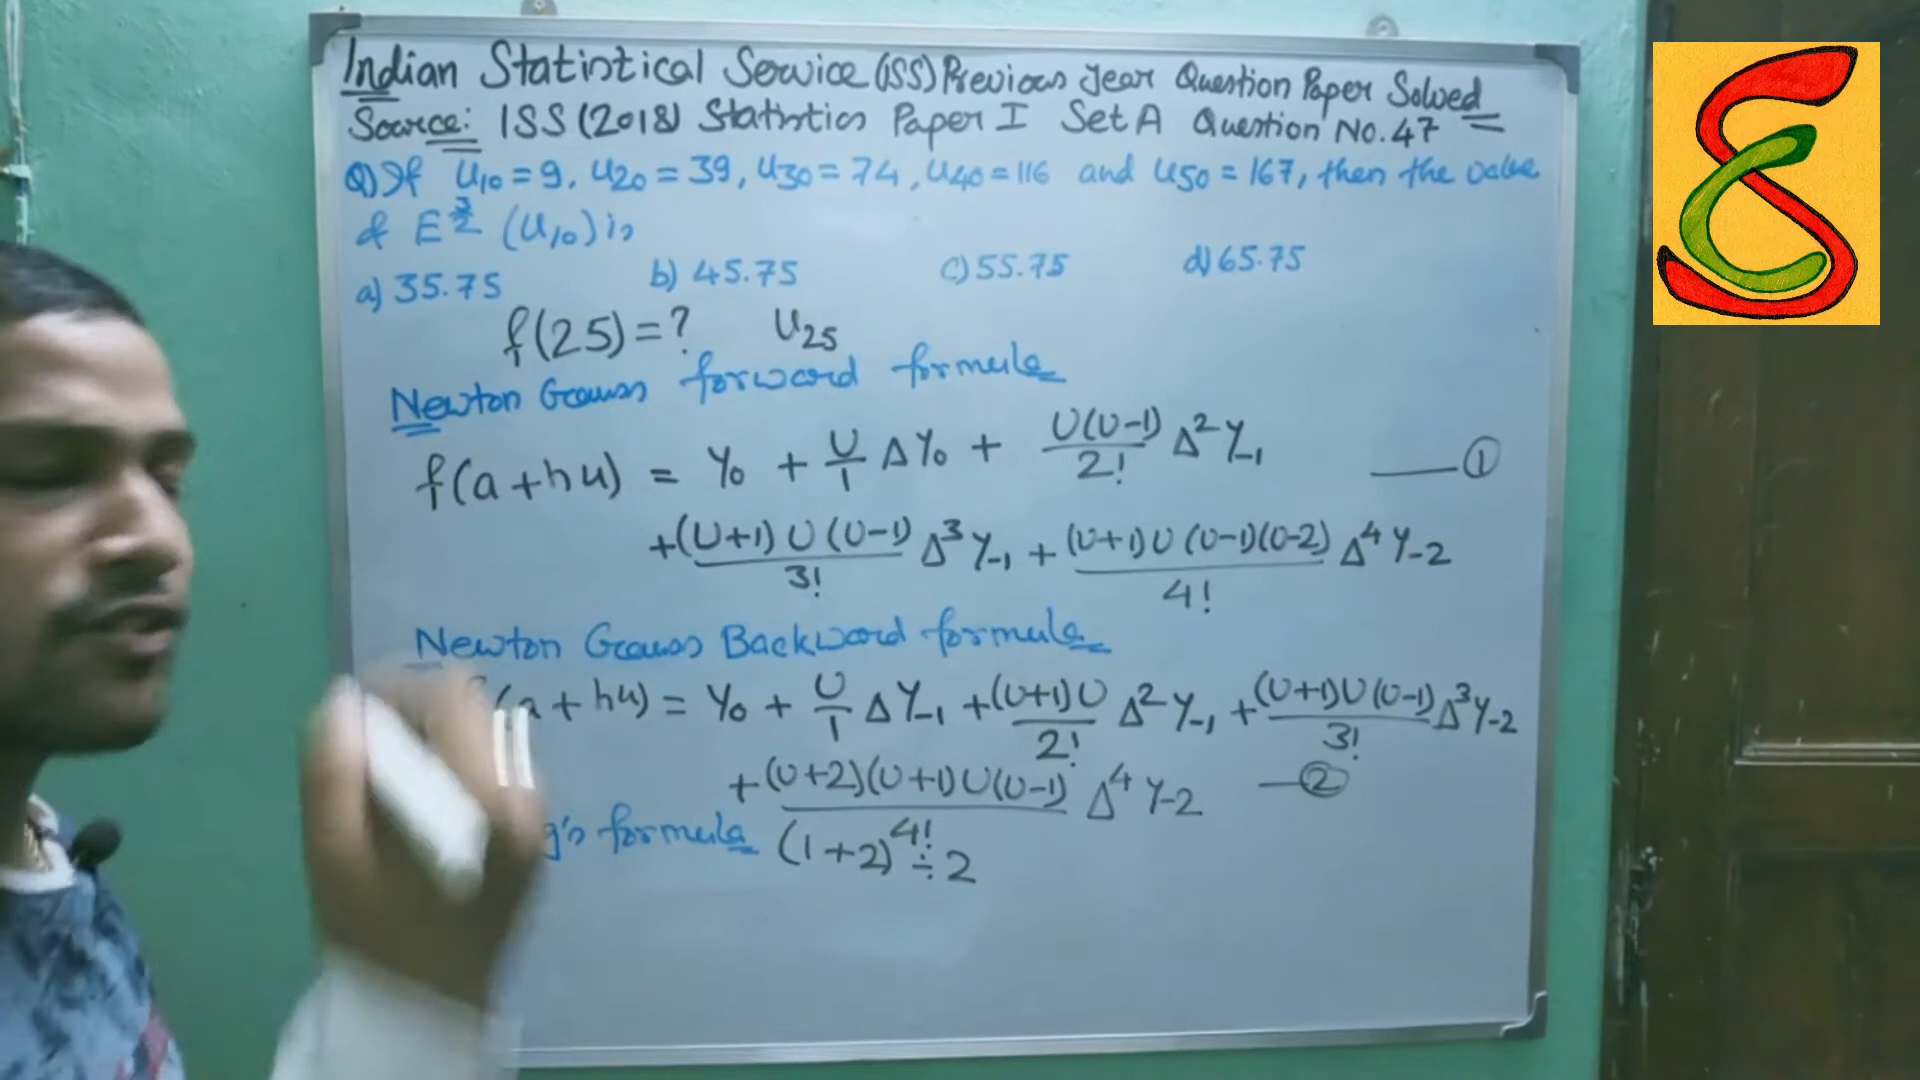 Indian Statistical Service (ISS) Previous Year Question Paper Solved
Source: ISS (2018) Statistics Paper I Set A Question No. 47
Q) If U10 = 9, U20 = 39, U30 = 74, U40 = 116 and U50 = 167, then the value
of E^3/2 (U10) is
a) 35.75 b) 45.75 c) 55.75 d) 65.75
f(25) = ? U25
Newton Gauss forward formula
f(a+hu) = Y0 + U/1 ΔY0 + U(U-1)/2! Δ²Y-1 —— ①
+ (U+1)U(U-1)/3! Δ³Y-1 + (U+1)U(U-1)(U-2)/4! Δ⁴Y-2
Newton Gauss Backward formula
(a+hu) = Y0 + U/1 ΔY-1 + (U+1)U/2! Δ²Y-1 + (U+1)U(U-1)/3! Δ³Y-2
+ (U+2)(U+1)U(U-1)/4! Δ⁴Y-2 — ②
g's formula (1+2) ÷ 2